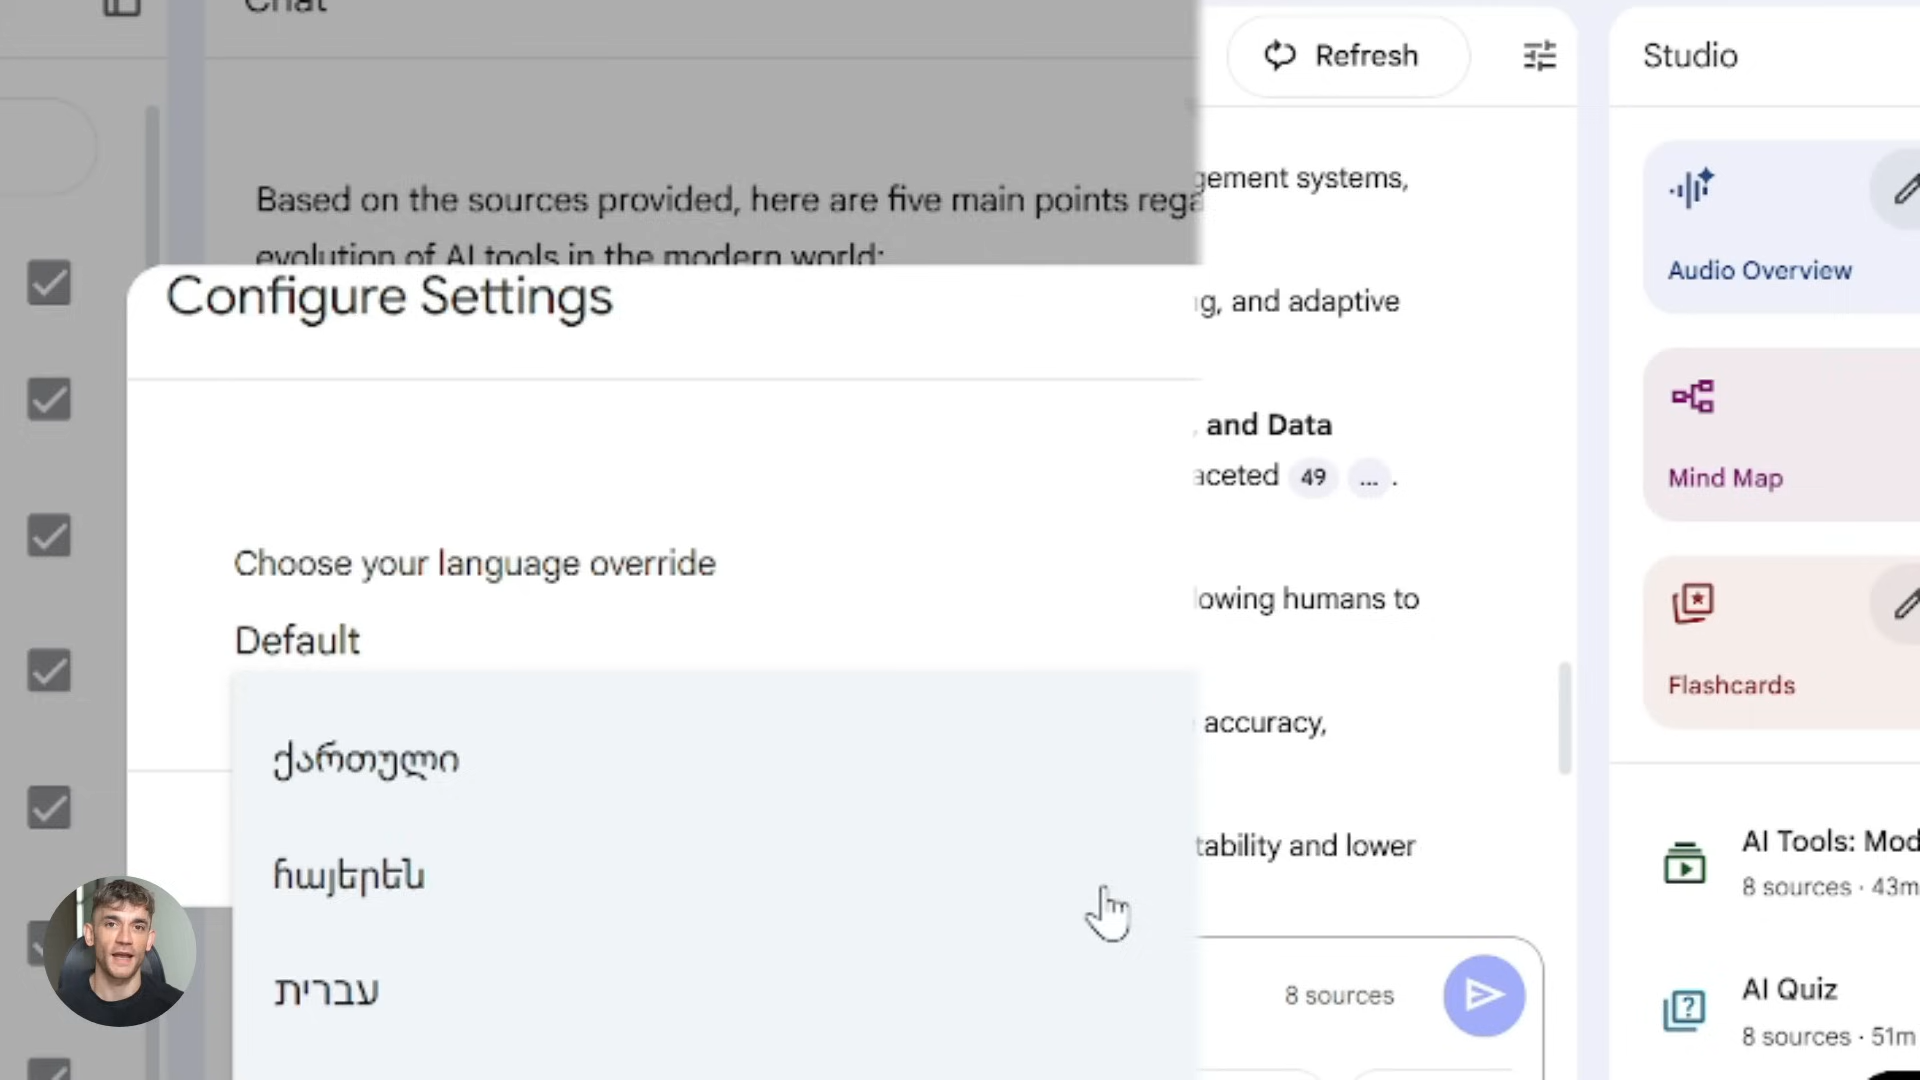 Chat
Based on the sources provided, here are five main points rega
evolution of AI tools in the modern world:
Configure Settings
Choose your language override
Default
ქართული
հայերեն
עברית
Refresh
gement systems,
g, and adaptive
and Data
aceted 49 ... .
lowing humans to
accuracy,
tability and lower
8 sources
Studio
Audio Overview
Mind Map
Flashcards
AI Tools: Mod
8 sources · 43m
AI Quiz
8 sources · 51m